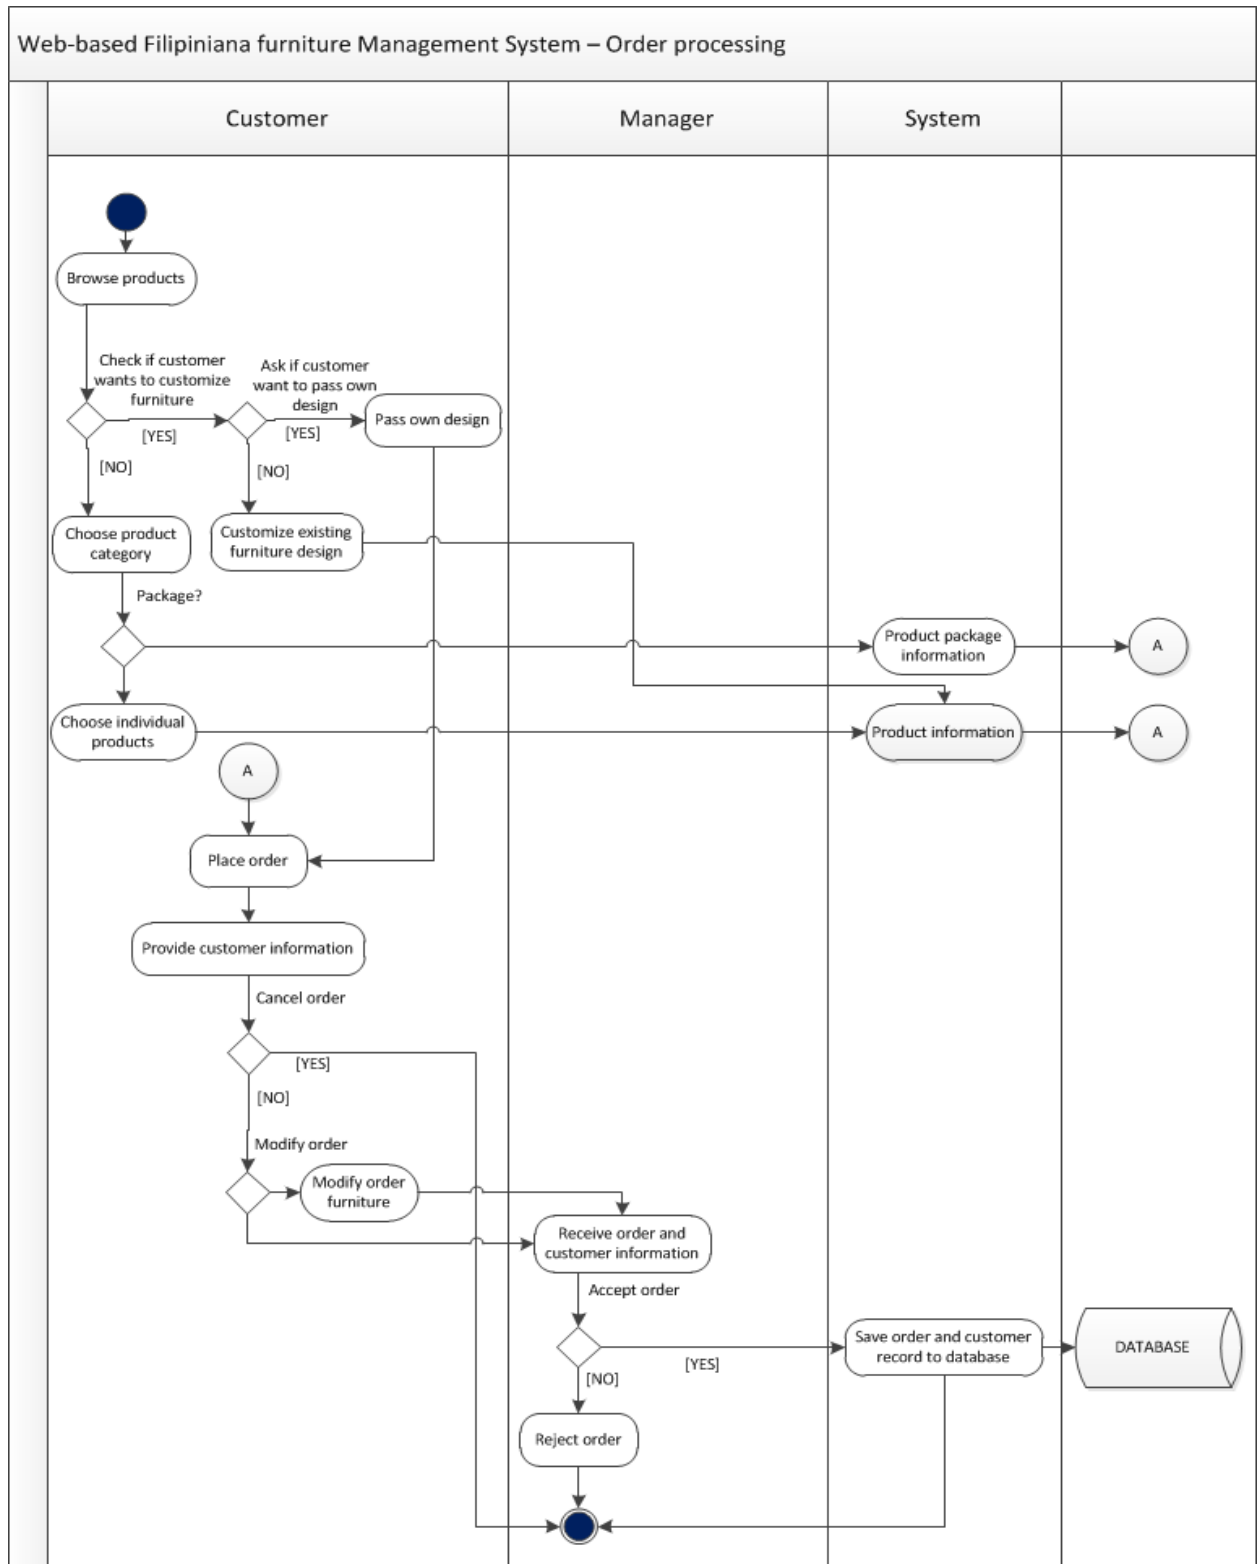 Web-based Filipiniana furniture Management System – Order processing
Customer
Manager
System
Browse products
Check if customer
wants to customize
furniture
Ask if customer
want to pass own
design
Pass own design
[YES]
[YES]
[NO]
[NO]
Choose product
category
Customize existing
furniture design
Package?
Product package
information
A
Choose individual
products
Product information
A
A
Place order
Provide customer information
Cancel order
[YES]
[NO]
Modify order
Modify order
furniture
Receive order and
customer information
Accept order
Save order and customer
record to database
DATABASE
[YES]
[NO]
Reject order